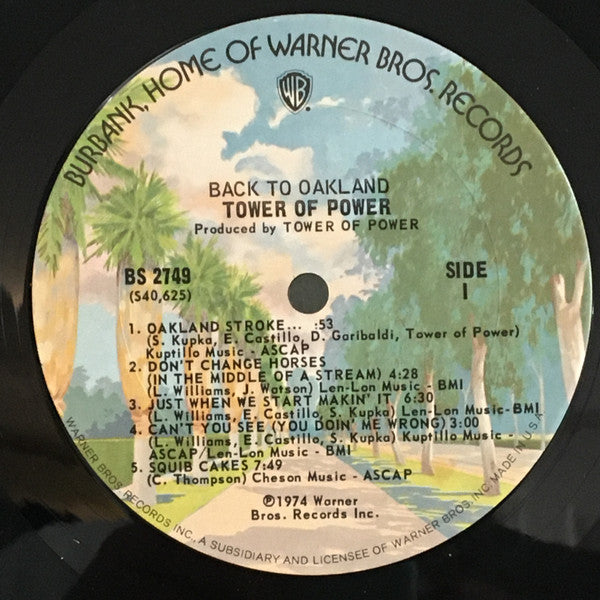 BURBANK, HOME OF WARNER BROS. RECORDS
WB
BACK TO OAKLAND
TOWER OF POWER
Produced by TOWER OF POWER
BS 2749
(S40,625)
SIDE
1
1. OAKLAND STROKE... :53
(S. Kupka, E. Castillo, D. Garibaldi, Tower of Power)
Kuptillo Music - ASCAP
2. DON'T CHANGE HORSES
(IN THE MIDDLE OF A STREAM) 4:28
(L. Williams, J. Watson) Len-Lon Music - BMI
3. JUST WHEN WE START MAKIN' IT 6:30
(L. Williams, E. Castillo, S. Kupka) Len-Lon Music-BMI
4. CAN'T YOU SEE (YOU DOIN' ME WRONG) 3:00
(L. Williams, E. Castillo, S. Kupka) Kuptillo Music -
ASCAP/Len-Lon Music - BMI
5. SQUIB CAKES 7:49
(C. Thompson) Cheson Music - ASCAP
℗1974 Warner
Bros. Records Inc.
WARNER BROS. RECORDS INC., A SUBSIDIARY AND LICENSEE OF WARNER BROS. INC. MADE IN U.S.A.